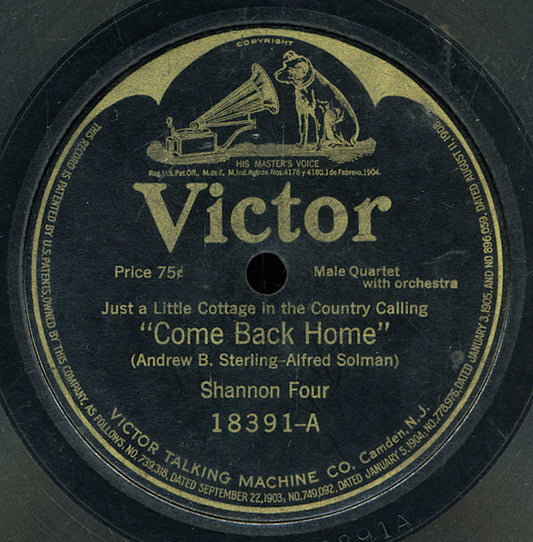 COPYRIGHT
HIS MASTER'S VOICE
Reg.U.S.Pat.Off., M.de F., M.Ind.Rgtrda.Nos.4176 y 4180,1 de Febrero,1904.
Victor
Price 75¢
Male Quartet
with orchestra
Just a Little Cottage in the Country Calling
"Come Back Home"
(Andrew B. Sterling-Alfred Solman)
Shannon Four
18391-A
VICTOR TALKING MACHINE CO. Camden, N.J.
THIS RECORD IS PATENTED BY U.S. PATENTS, OWNED BY THIS COMPANY, AS FOLLOWS, NO. 739,318, DATED SEPTEMBER 22, 1903; NO. 749,092, DATED JANUARY 5, 1904, NO. 778,976, DATED JANUARY 3, 1905, AND NO. 896,059, DATED AUGUST 11, 1908
891A